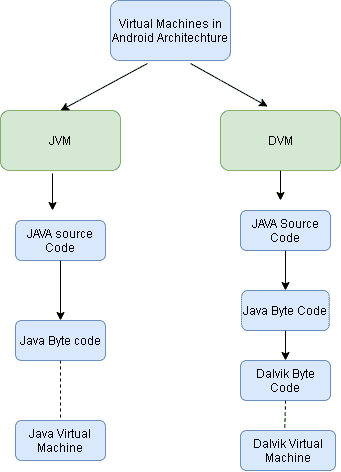 Virtual Machines in
Android Architechture
JVM
DVM
JAVA source
Code
JAVA Source
Code
Java Byte code
Java Byte Code
Dalvik Byte
Code
Java Virtual
Machine
Dalvik Virtual
Machine